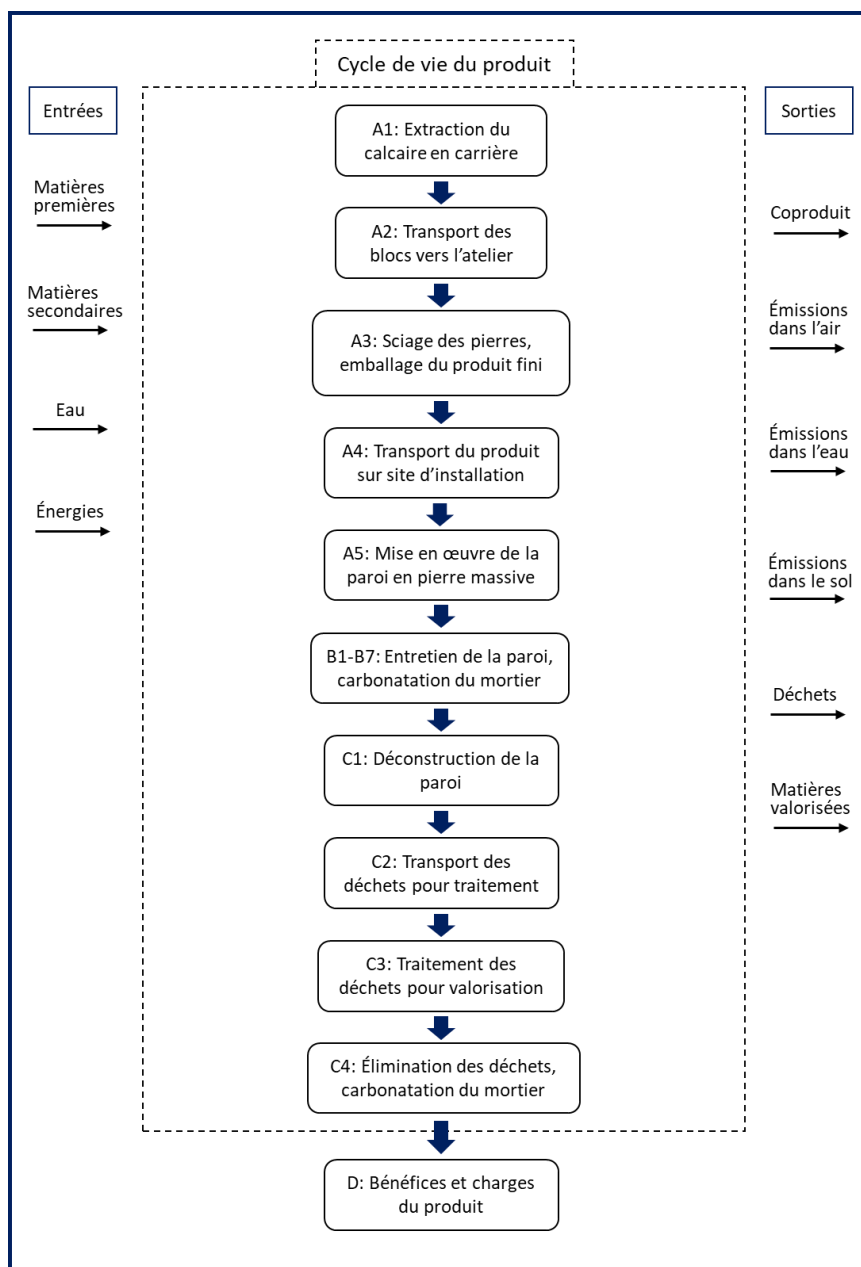 Cycle de vie du produit
Entrées
Matières
premières
Matières
secondaires
Eau
Énergies
A1: Extraction du
calcaire en carrière
A2: Transport des
blocs vers l'atelier
A3: Sciage des pierres,
emballage du produit fini
A4: Transport du produit
sur site d'installation
A5: Mise en œuvre de la
paroi en pierre massive
B1-B7: Entretien de la paroi,
carbonatation du mortier
C1: Déconstruction de la
paroi
C2: Transport des
déchets pour traitement
C3: Traitement des
déchets pour valorisation
C4: Élimination des déchets,
carbonatation du mortier
D: Bénéfices et charges
du produit
Sorties
Coproduit
Émissions
dans l'air
Émissions
dans l'eau
Émissions
dans le sol
Déchets
Matières
valorisées